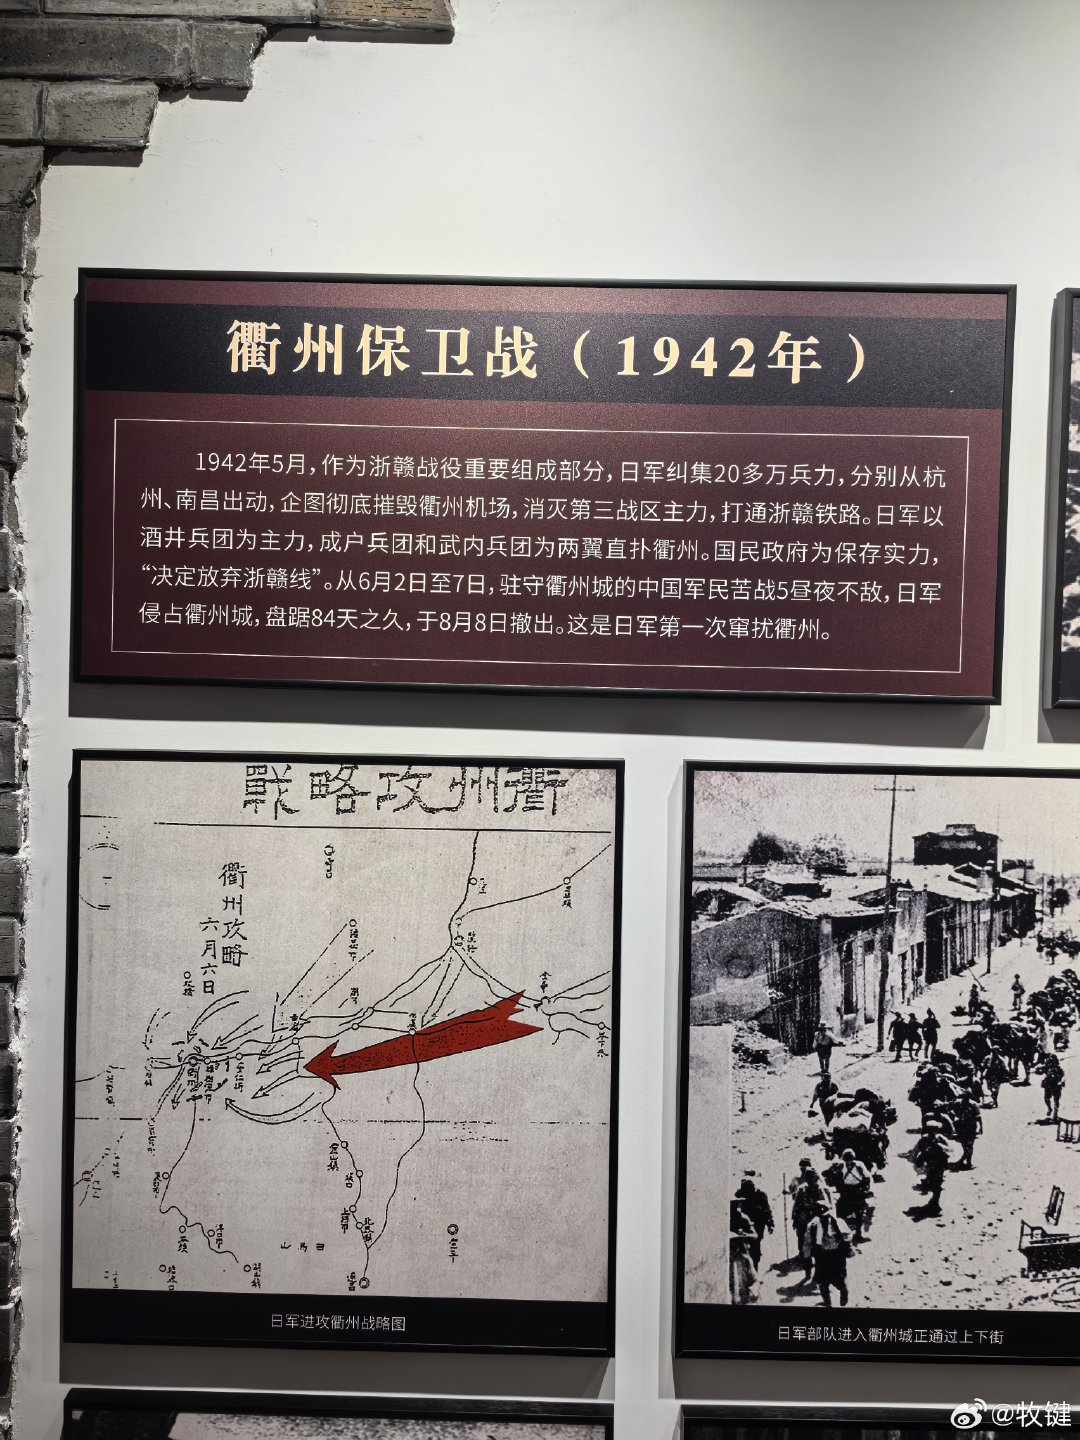 衢州保卫战（1942年）
1942年5月，作为浙赣战役重要组成部分，日军纠集20多万兵力，分别从杭
州、南昌出动，企图彻底摧毁衢州机场，消灭第三战区主力，打通浙赣铁路。日军以
酒井兵团为主力，成户兵团和武内兵团为两翼直扑衢州。国民政府为保存实力，
“决定放弃浙赣线”。从6月2日至7日，驻守衢州城的中国军民苦战5昼夜不敌，日军
侵占衢州城，盘踞84天之久，于8月8日撤出。这是日军第一次窜扰衢州。
戰略攻州衢
衢州攻略
六月六日
日军进攻衢州战略图
日军部队进入衢州城正通过上下街
@牧键